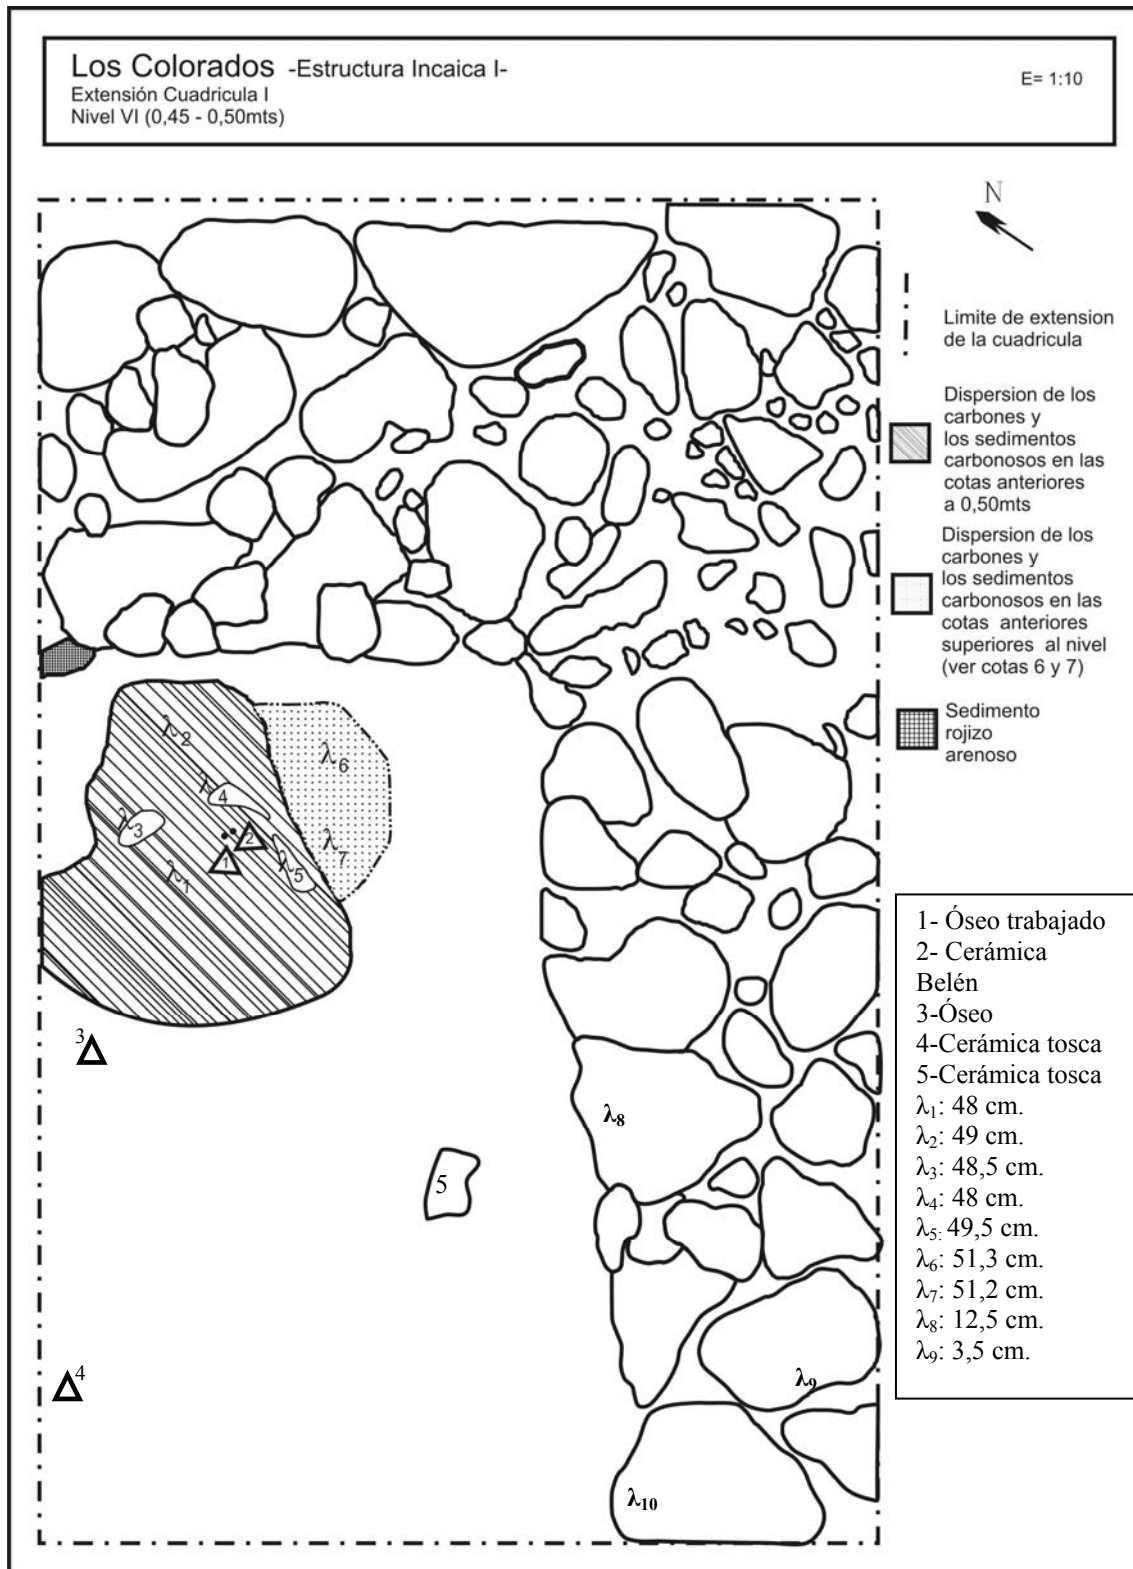 Los Colorados -Estructura Incaica I-
E= 1:10
Extensión Cuadricula I
Nivel VI (0,45 - 0,50mts)
N
Limite de extension
de la cuadricula
Dispersion de los
carbones y
los sedimentos
carbonosos en las
cotas anteriores
a 0,50mts
Dispersion de los
carbones y
los sedimentos
carbonosos en las
cotas anteriores
superiores al nivel
(ver cotas 6 y 7)
Sedimento
rojizo
arenoso
λ2
λ6
λ4
λ3
2
λ7
1
λ5
λ1
3
λ8
5
4
λ9
λ10
1- Óseo trabajado
2- Cerámica
Belén
3-Óseo
4-Cerámica tosca
5-Cerámica tosca
λ1: 48 cm.
λ2: 49 cm.
λ3: 48,5 cm.
λ4: 48 cm.
λ5: 49,5 cm.
λ6: 51,3 cm.
λ7: 51,2 cm.
λ8: 12,5 cm.
λ9: 3,5 cm.